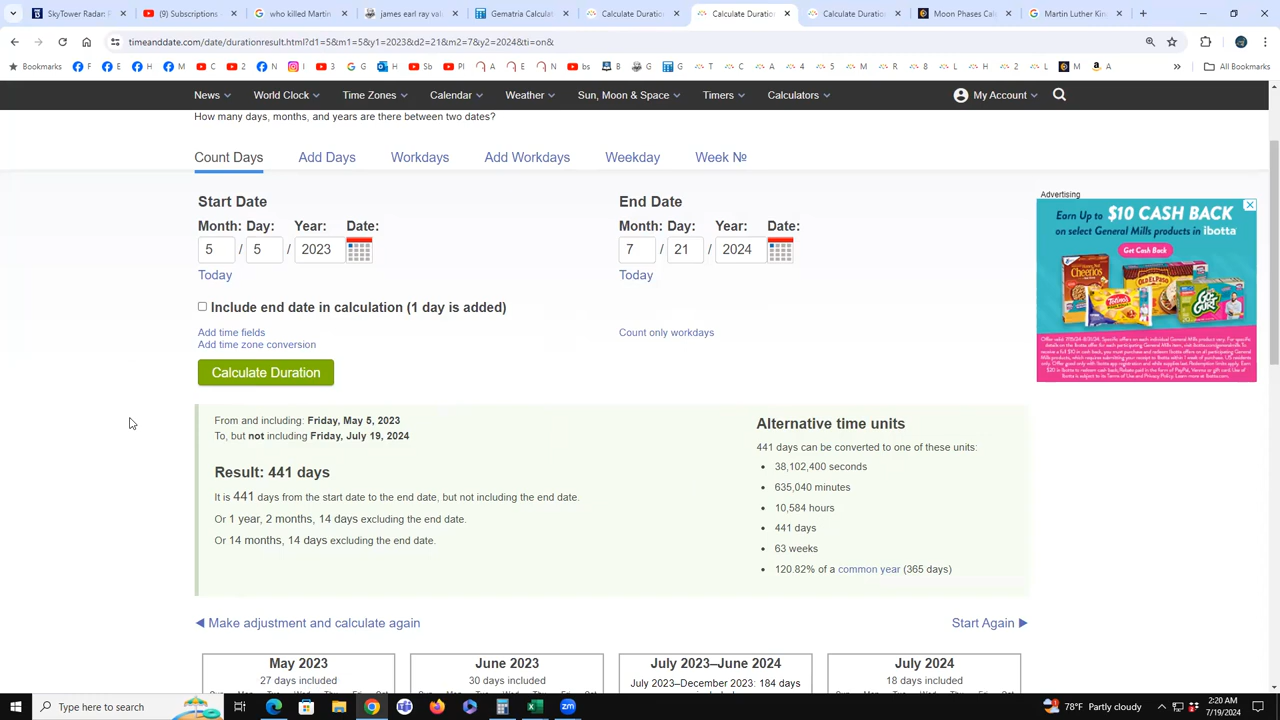 SkyTower Radar
(9) Subscriptions
who killed Martin
james earl ray
Gematria Calculat
Calculate Duratio
Calculate Duratio
Calculate Duratio
Moon Phases Cal
Martin Luther Kin
timeanddate.com/date/durationresult.html?d1=5&m1=5&y1=2023&d2=21&m2=7&y2=2024&ti=on&
Bookmarks
All Bookmarks
News World Clock Time Zones Calendar Weather Sun, Moon & Space Timers Calculators My Account
How many days, months, and years are there between two dates?
Count Days Add Days Workdays Add Workdays Weekday Week №
Advertising
Start Date
End Date
Month: Day: Year: Date:
Month: Day: Year: Date:
5 / 5 / 2023
7 / 21 / 2024
Today
Today
Include end date in calculation (1 day is added)
Add time fields
Count only workdays
Add time zone conversion
Calculate Duration
Earn Up to $10 CASH BACK
on select General Mills products in ibotta
Get Cash Back
Cheerios
Totino's
OLD EL PASO
Go-GURT
From and including: Friday, May 5, 2023
To, but not including Friday, July 19, 2024
Result: 441 days
It is 441 days from the start date to the end date, but not including the end date.
Or 1 year, 2 months, 14 days excluding the end date.
Or 14 months, 14 days excluding the end date.
Alternative time units
441 days can be converted to one of these units:
38,102,400 seconds
635,040 minutes
10,584 hours
441 days
63 weeks
120.82% of a common year (365 days)
Make adjustment and calculate again
Start Again
May 2023
27 days included
June 2023
30 days included
July 2023–June 2024
July 2023–December 2023: 184 days
July 2024
18 days included
Type here to search
78°F Partly cloudy
2:20 AM
7/19/2024